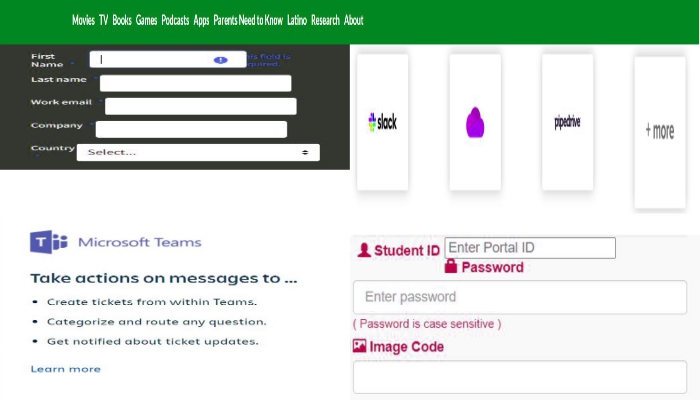 Movies TV Books Games Podcasts Apps Parents Need to Know Latino Research About
First Name *
field is required.
Last name *
Work email *
Company *
Country *
Select...
slack
pipedrive
+ more
Microsoft Teams
Take actions on messages to ...
• Create tickets from within Teams.
• Categorize and route any question.
• Get notified about ticket updates.
Learn more
Student ID
Enter Portal ID
Password
Enter password
( Password is case sensitive )
Image Code